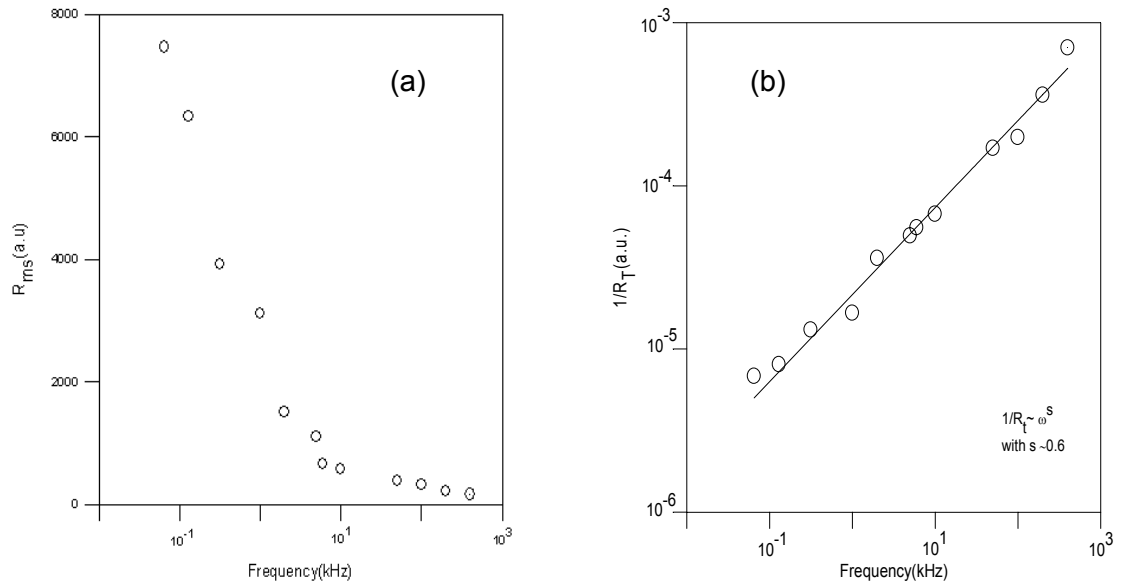 8000
6000
4000
2000
0
R_ms(a.u)
(a)
10^-1
10^1
10^3
Frequency(kHz)
10^-3
10^-4
10^-5
10^-6
1/R_T(a.u.)
(b)
1/R_t~ ω^s
with s ~0.6
10^-1
10^1
10^3
Frequency(kHz)